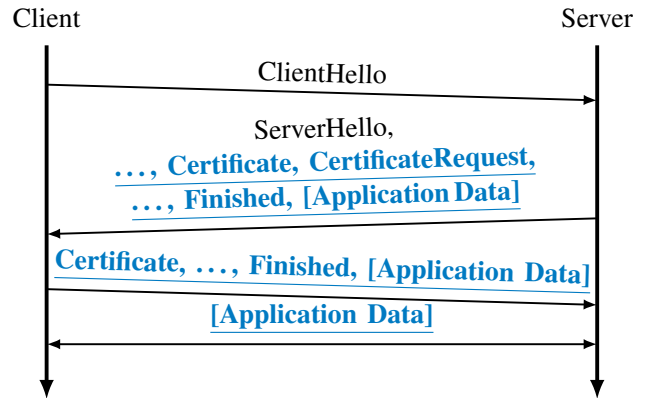 Client
Server
ClientHello
ServerHello,
..., Certificate, CertificateRequest,
..., Finished, [Application Data]
Certificate, ..., Finished, [Application Data]
[Application Data]